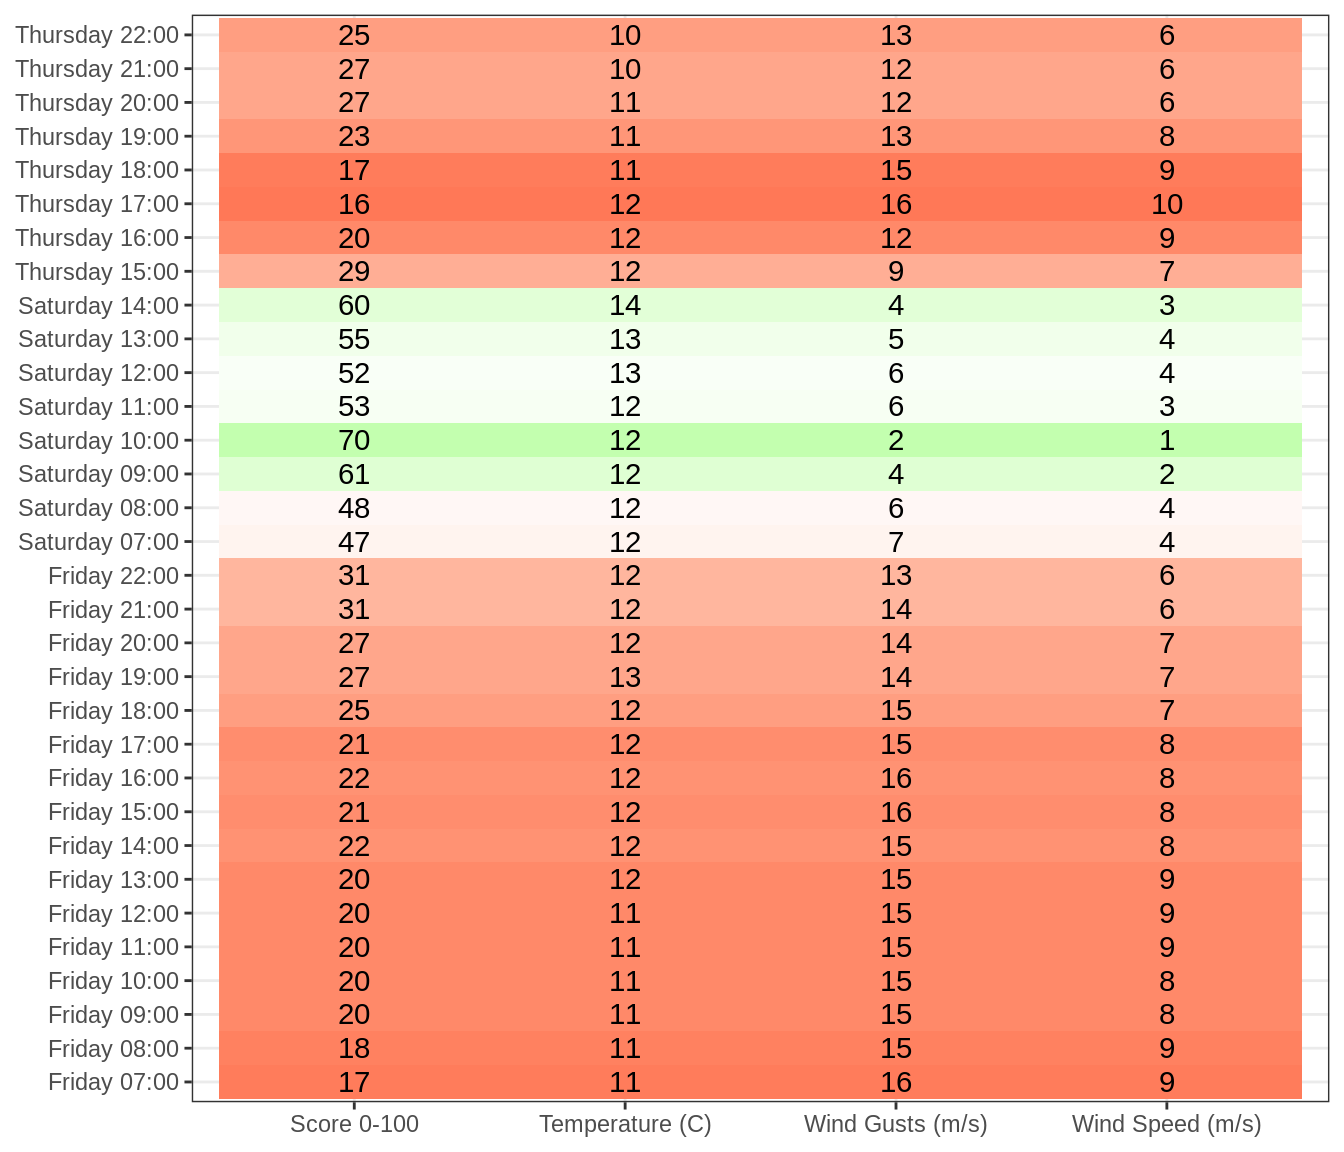 Thursday 22:00 25 10 13 6
Thursday 21:00 27 10 12 6
Thursday 20:00 27 11 12 6
Thursday 19:00 23 11 13 8
Thursday 18:00 17 11 15 9
Thursday 17:00 16 12 16 10
Thursday 16:00 20 12 12 9
Thursday 15:00 29 12 9 7
Saturday 14:00 60 14 4 3
Saturday 13:00 55 13 5 4
Saturday 12:00 52 13 6 4
Saturday 11:00 53 12 6 3
Saturday 10:00 70 12 2 1
Saturday 09:00 61 12 4 2
Saturday 08:00 48 12 6 4
Saturday 07:00 47 12 7 4
Friday 22:00 31 12 13 6
Friday 21:00 31 12 14 6
Friday 20:00 27 12 14 7
Friday 19:00 27 13 14 7
Friday 18:00 25 12 15 7
Friday 17:00 21 12 15 8
Friday 16:00 22 12 16 8
Friday 15:00 21 12 16 8
Friday 14:00 22 12 15 8
Friday 13:00 20 12 15 9
Friday 12:00 20 11 15 9
Friday 11:00 20 11 15 9
Friday 10:00 20 11 15 8
Friday 09:00 20 11 15 8
Friday 08:00 18 11 15 9
Friday 07:00 17 11 16 9
Score 0-100 Temperature (C) Wind Gusts (m/s) Wind Speed (m/s)